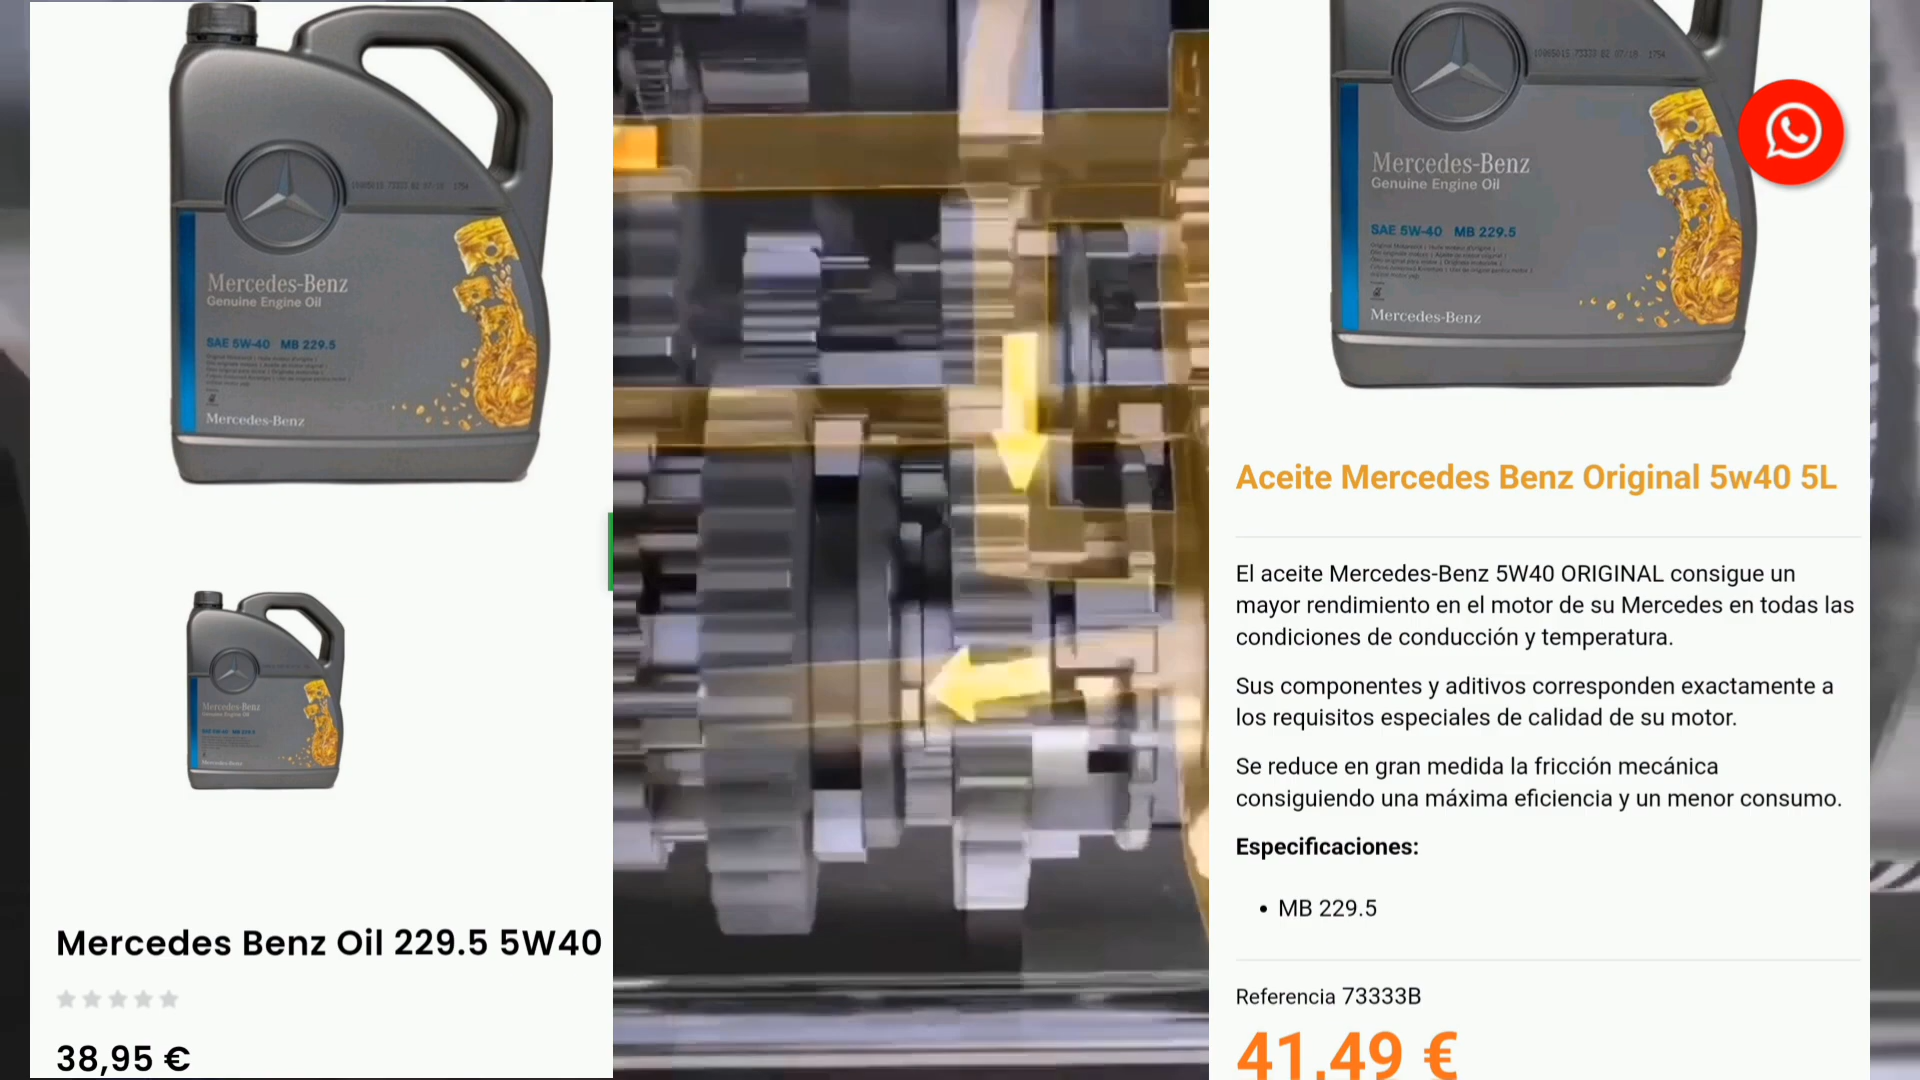 Mercedes-Benz
Genuine Engine Oil
SAE 5W-40 MB 229.5
Mercedes-Benz
Mercedes-Benz
Mercedes Benz Oil 229.5 5W40
38,95 €
Mercedes-Benz
Genuine Engine Oil
SAE 5W-40 MB 229.5
Mercedes-Benz
Aceite Mercedes Benz Original 5w40 5L
El aceite Mercedes-Benz 5W40 ORIGINAL consigue un
mayor rendimiento en el motor de su Mercedes en todas las
condiciones de conducción y temperatura.
Sus componentes y aditivos corresponden exactamente a
los requisitos especiales de calidad de su motor.
Se reduce en gran medida la fricción mecánica
consiguiendo una máxima eficiencia y un menor consumo.
Especificaciones:
• MB 229.5
Referencia 73333B
41,49 €